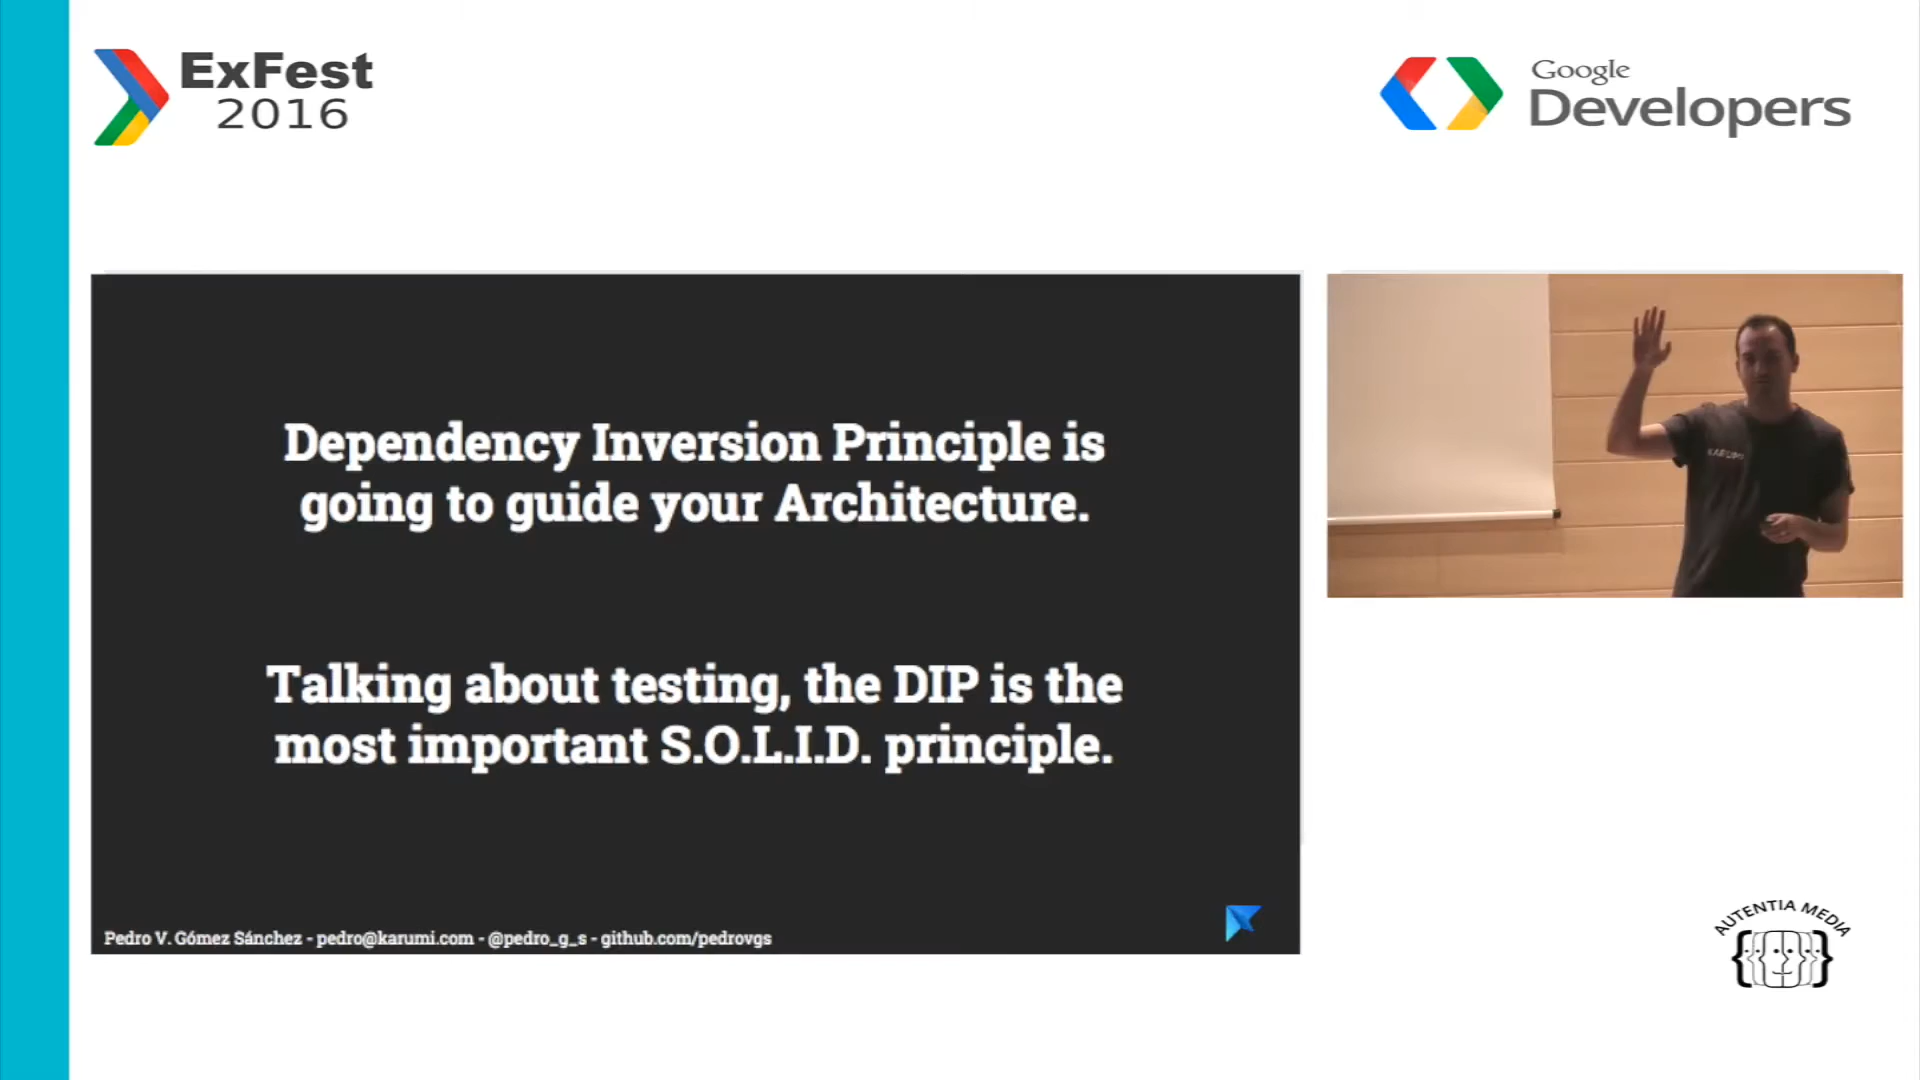 ExFest
2016
Google
Developers
Dependency Inversion Principle is
going to guide your Architecture.
Talking about testing, the DIP is the
most important S.O.L.I.D. principle.
Pedro V. Gómez Sánchez - pedro@karumi.com - @pedro_g_s - github.com/pedrovgs
KARUMI
AUTENTIA MEDIA